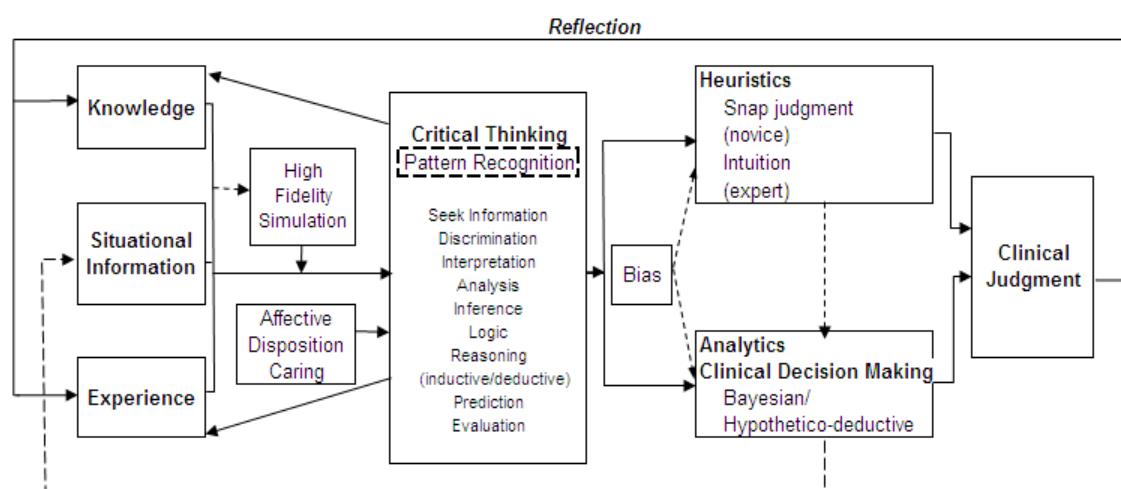 Reflection
Knowledge
Situational
Information
Experience
High
Fidelity
Simulation
Affective
Disposition
Caring
Critical Thinking
Pattern Recognition
Seek Information
Discrimination
Interpretation
Analysis
Inference
Logic
Reasoning
(inductive/deductive)
Prediction
Evaluation
Bias
Heuristics
Snap judgment
(novice)
Intuition
(expert)
Analytics
Clinical Decision Making
Bayesian/
Hypothetico-deductive
Clinical
Judgment